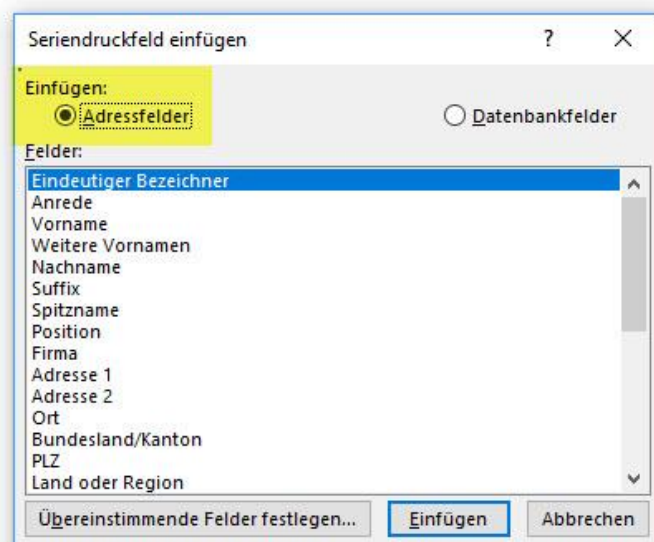 Seriendruckfeld einfügen ? X
Einfügen:
Adressfelder Datenbankfelder
Felder:
Eindeutiger Bezeichner
Anrede
Vorname
Weitere Vornamen
Nachname
Suffix
Spitzname
Position
Firma
Adresse 1
Adresse 2
Ort
Bundesland/Kanton
PLZ
Land oder Region
Übereinstimmende Felder festlegen... Einfügen Abbrechen